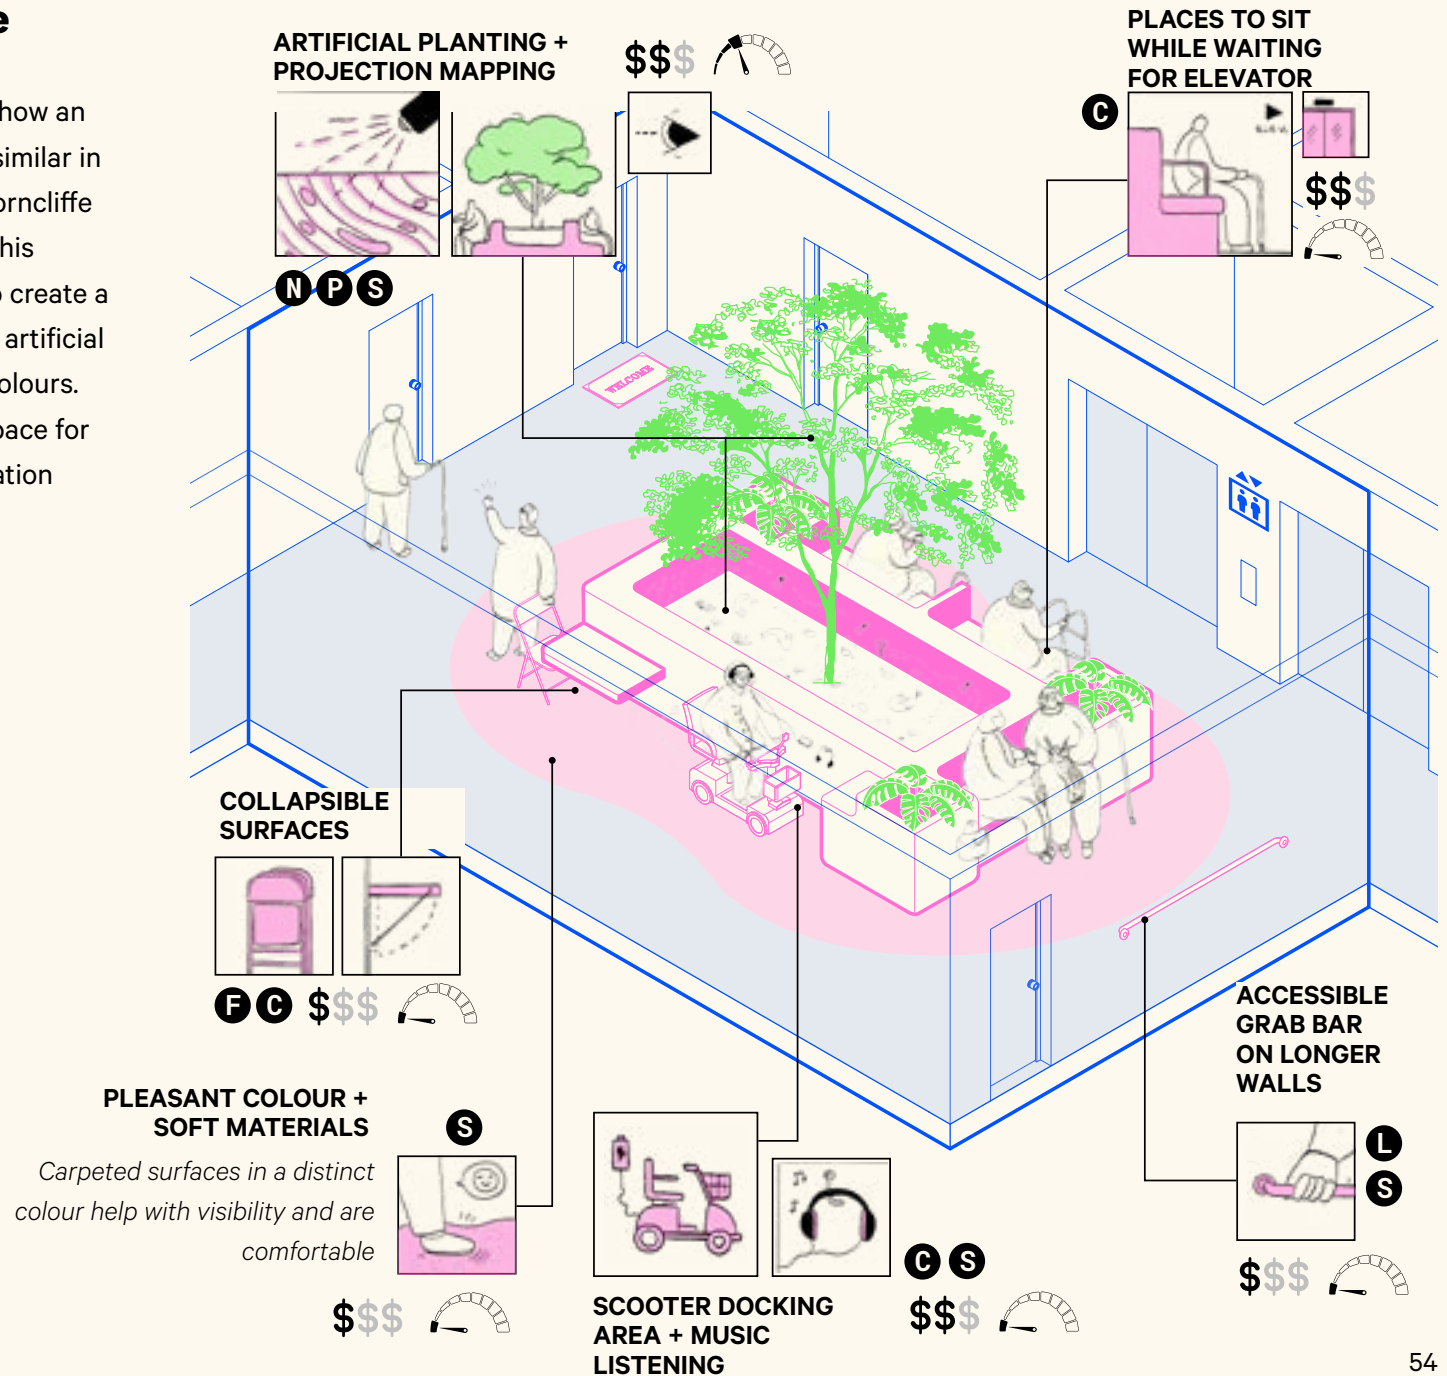 e
how an
similar in
orncliffe
his
o create a
artificial
olours.
pace for
ation
ARTIFICIAL PLANTING +
PROJECTION MAPPING
$$$
N P S
PLACES TO SIT
WHILE WAITING
FOR ELEVATOR
C
$$$
WELCOME
COLLAPSIBLE
SURFACES
F C $$$
PLEASANT COLOUR +
SOFT MATERIALS
S
Carpeted surfaces in a distinct
colour help with visibility and are
comfortable
$$$
SCOOTER DOCKING
AREA + MUSIC
LISTENING
C S
$$$
ACCESSIBLE
GRAB BAR
ON LONGER
WALLS
L
S
$$$
54